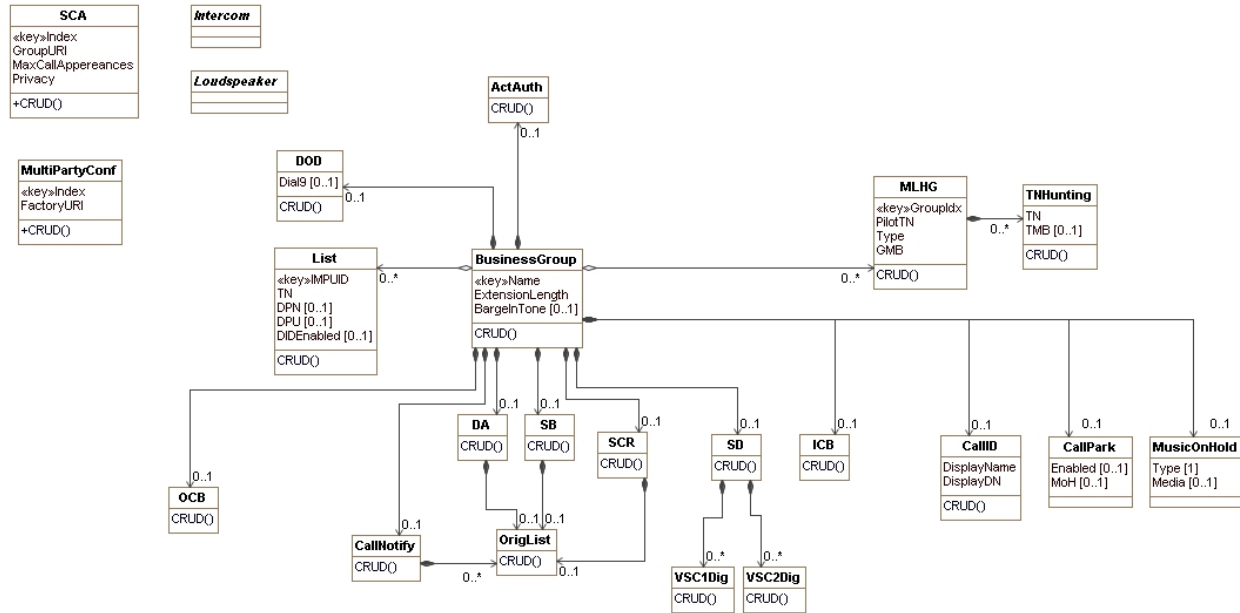 SCA
«key»Index
GroupURI
MaxCallAppereances
Privacy
+CRUD()
Intercom
Loudspeaker
MultiPartyConf
«key»Index
FactoryURI
+CRUD()
ActAuth
CRUD()
0..1
DOD
Dial9 [0..1]
CRUD()
0..1
List
«key»IMPUID
TN
DPN [0..1]
DPU [0..1]
DIDEnabled [0..1]
CRUD()
0..*
BusinessGroup
«key»Name
ExtensionLength
BargeInTone [0..1]
CRUD()
MLHG
«key»GroupIdx
PilotTN
Type
GMB
CRUD()
0..*
TNHunting
TN
TMB [0..1]
CRUD()
0..*
0..1
OCB
CRUD()
0..1
CallNotify
CRUD()
0..*
0..1
DA
CRUD()
0..1
0..1
SB
CRUD()
0..1
0..1
SCR
CRUD()
0..1
OrigList
CRUD()
0..1
SD
CRUD()
0..*
VSC1Dig
CRUD()
0..*
VSC2Dig
CRUD()
0..1
ICB
CRUD()
0..1
CallID
DisplayName
DisplayDN
CRUD()
0..1
CallPark
Enabled [0..1]
MoH [0..1]
0..1
MusicOnHold
Type [1]
Media [0..1]